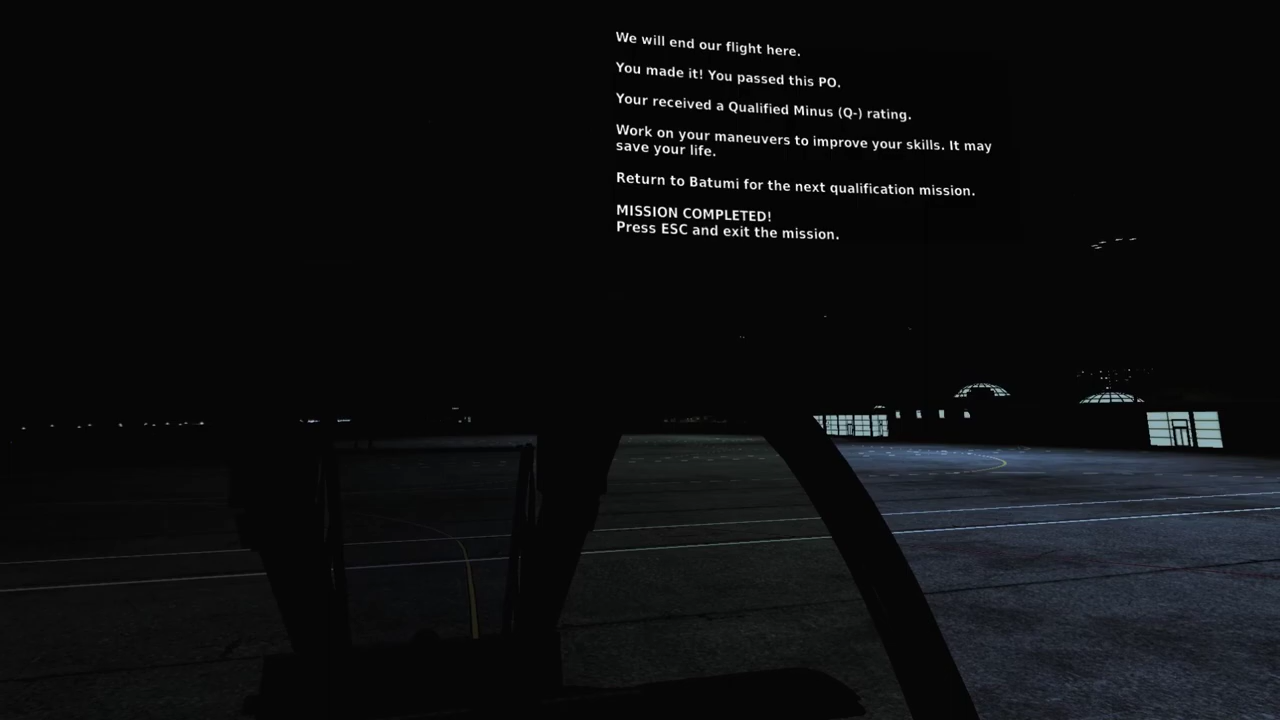 We will end our flight here.
You made it! You passed this PO.
Your received a Qualified Minus (Q-) rating.
Work on your maneuvers to improve your skills. It may
save your life.
Return to Batumi for the next qualification mission.
MISSION COMPLETED!
Press ESC and exit the mission.